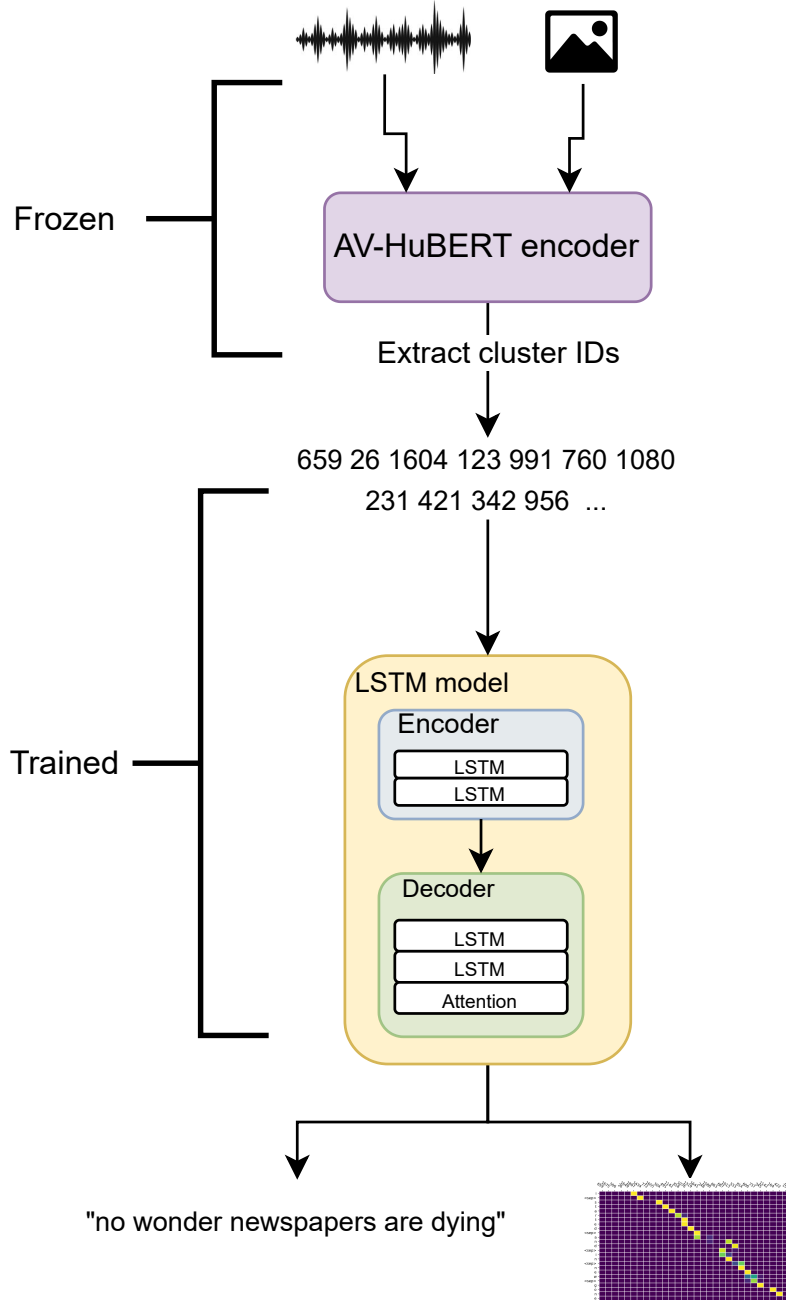 Frozen
AV-HuBERT encoder
Extract cluster IDs
659 26 1604 123 991 760 1080
231 421 342 956 ...
Trained
LSTM model
Encoder
LSTM
LSTM
Decoder
LSTM
LSTM
Attention
"no wonder newspapers are dying"